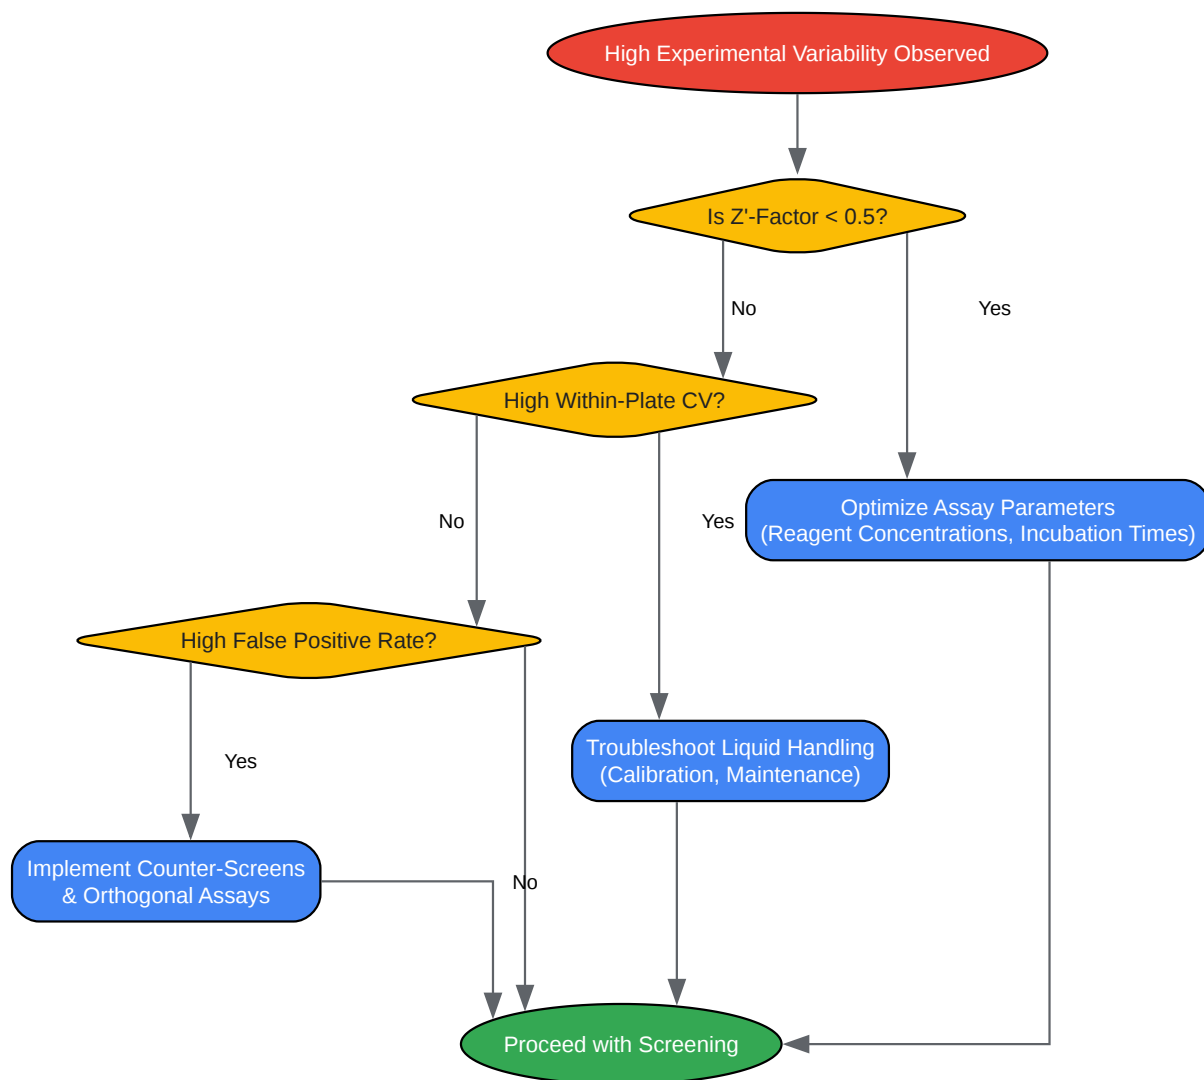 High Experimental Variability Observed
Is Z'-Factor < 0.5?
No
Yes
High Within-Plate CV?
No
Yes
Optimize Assay Parameters
(Reagent Concentrations, Incubation Times)
High False Positive Rate?
Yes
Troubleshoot Liquid Handling
(Calibration, Maintenance)
Implement Counter-Screens
& Orthogonal Assays
No
Proceed with Screening